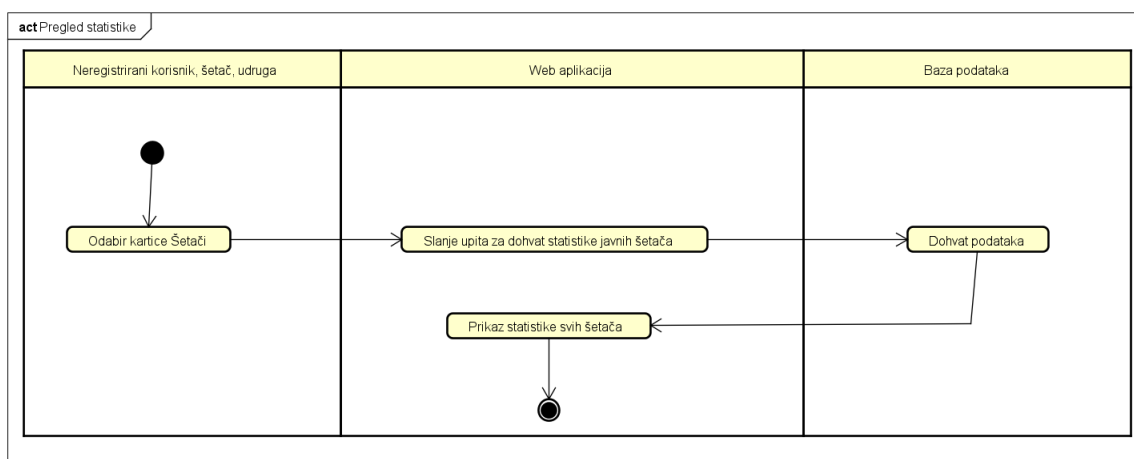 act Pregled statistike
Neregistrirani korisnik, šetač, udruga
Web aplikacija
Baza podataka
Odabir kartice Šetači
Slanje upita za dohvat statistike javnih šetača
Dohvat podataka
Prikaz statistike svih šetača